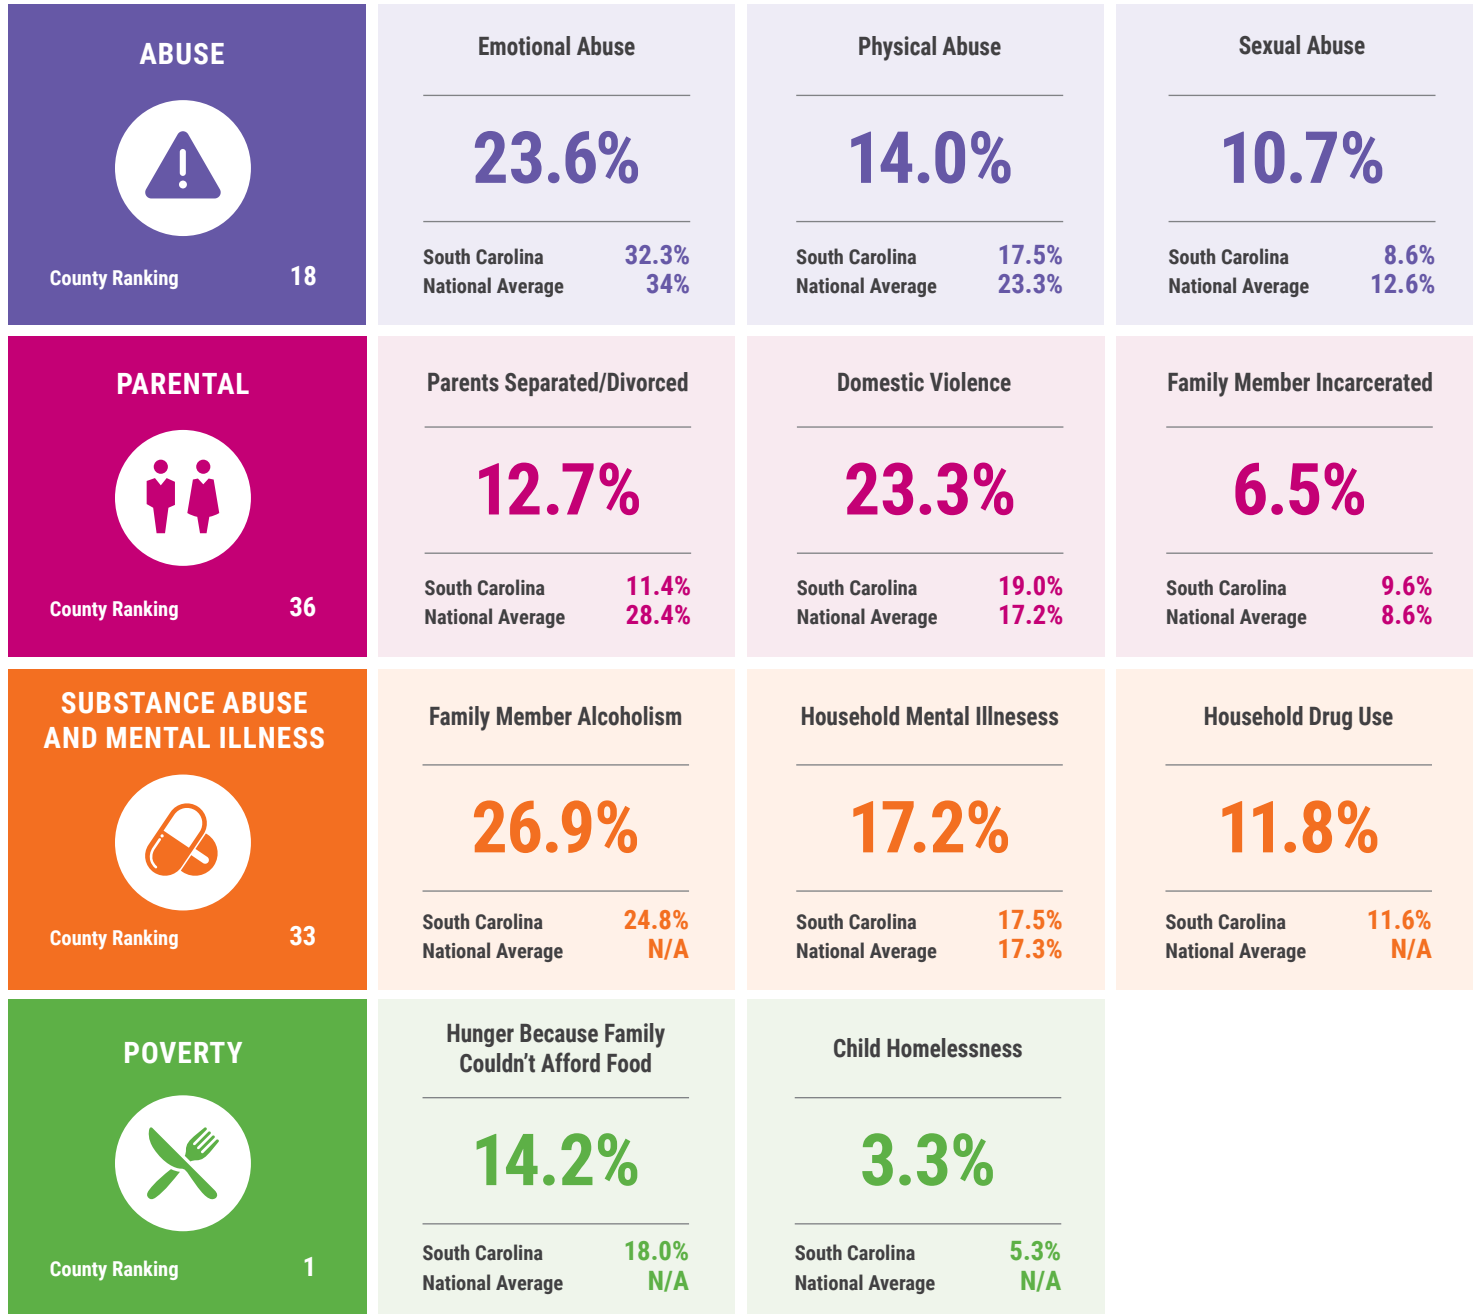 ABUSE
County Ranking 18
Emotional Abuse
23.6%
South Carolina 32.3%
National Average 34%
Physical Abuse
14.0%
South Carolina 17.5%
National Average 23.3%
Sexual Abuse
10.7%
South Carolina 8.6%
National Average 12.6%
PARENTAL
County Ranking 36
Parents Separated/Divorced
12.7%
South Carolina 11.4%
National Average 28.4%
Domestic Violence
23.3%
South Carolina 19.0%
National Average 17.2%
Family Member Incarcerated
6.5%
South Carolina 9.6%
National Average 8.6%
SUBSTANCE ABUSE
AND MENTAL ILLNESS
County Ranking 33
Family Member Alcoholism
26.9%
South Carolina 24.8%
National Average N/A
Household Mental Illnesess
17.2%
South Carolina 17.5%
National Average 17.3%
Household Drug Use
11.8%
South Carolina 11.6%
National Average N/A
POVERTY
County Ranking 1
Hunger Because Family
Couldn’t Afford Food
14.2%
South Carolina 18.0%
National Average N/A
Child Homelessness
3.3%
South Carolina 5.3%
National Average N/A